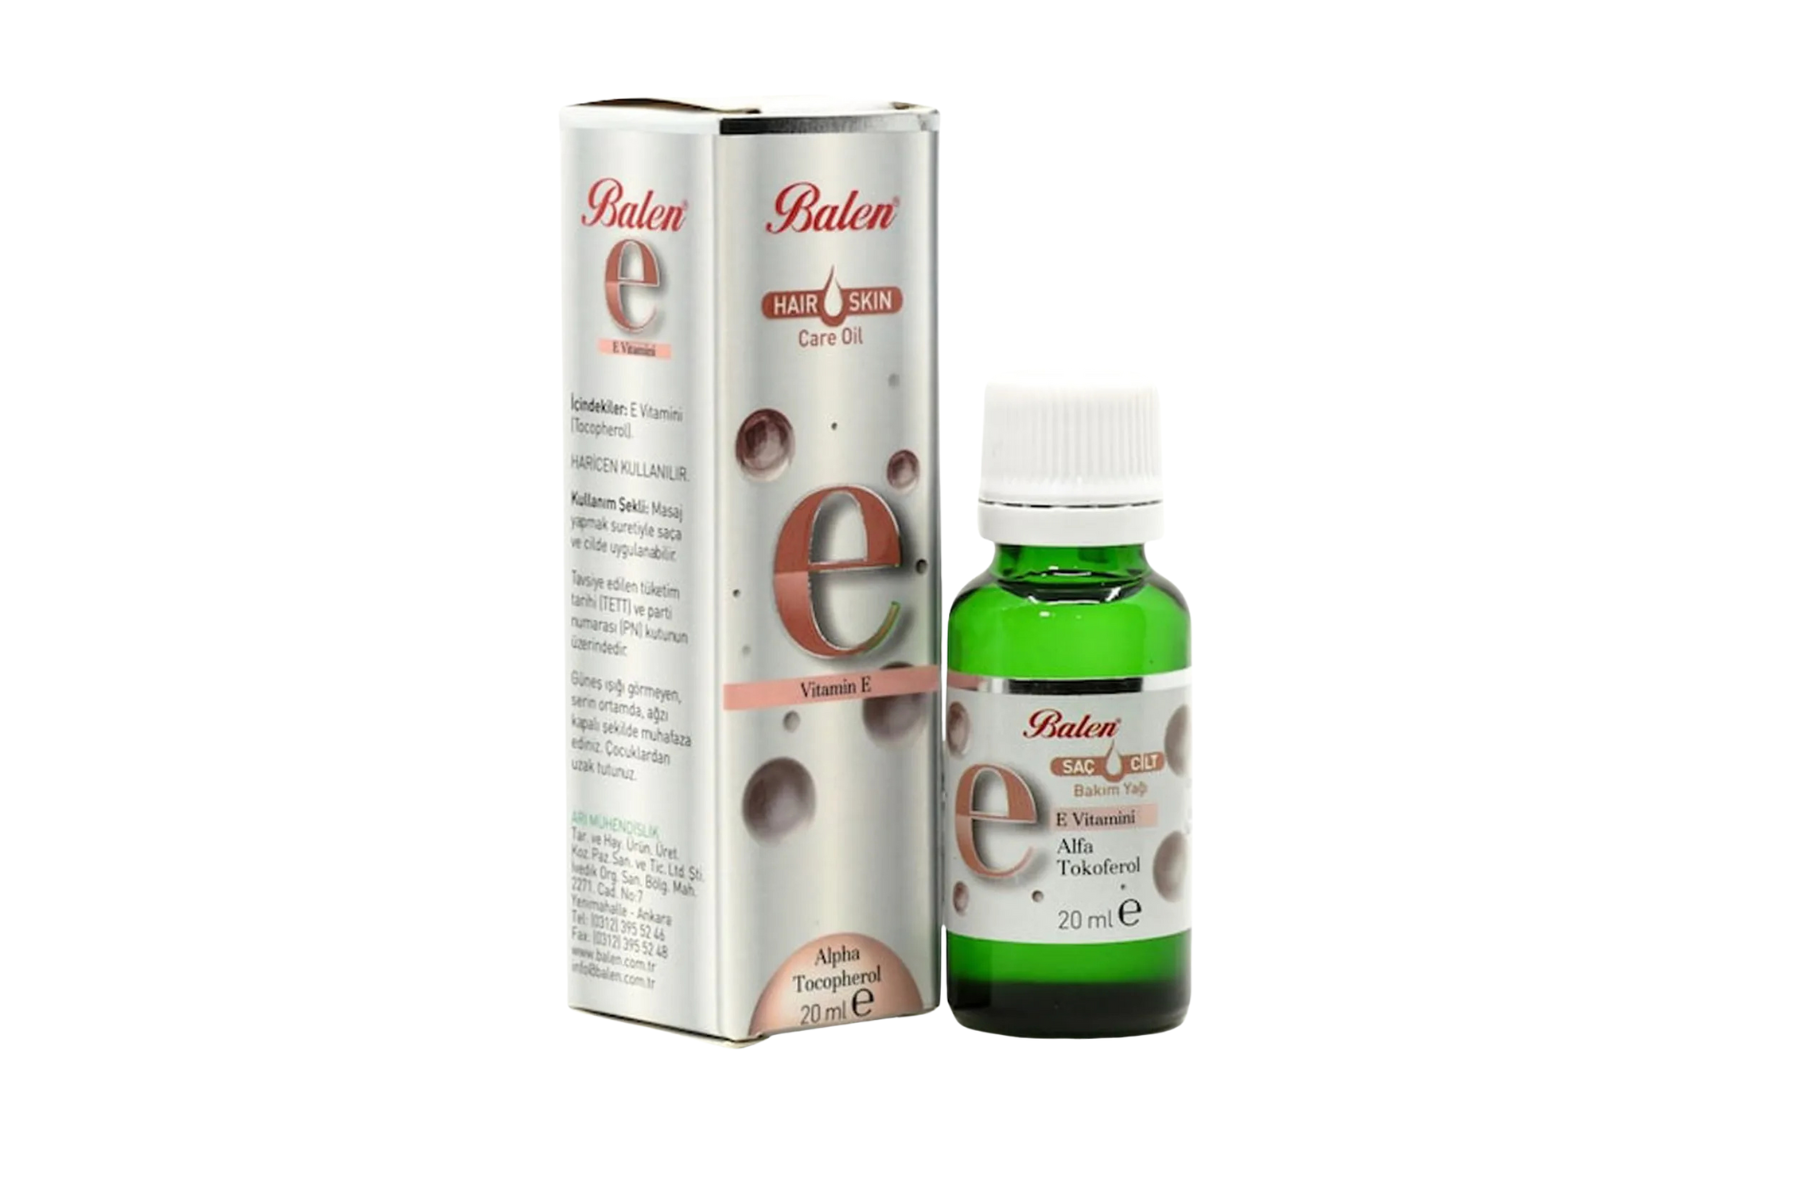 Balen®
e
E Vitamini
İçindekiler: E Vitamini
(Tocopherol).
HARİCEN KULLANILIR.
Kullanım Şekli: Masaj
yapmak suretiyle saça
ve cilde uygulanabilir.
Tavsiye edilen tüketim
tarihi (TETT) ve parti
numarası (PN) kutunun
üzerindedir.
Güneş ışığı görmeyen,
serin ortamda, ağzı
kapalı şekilde muhafaza
ediniz. Çocuklardan
uzak tutunuz.
ARI MÜHENDİSLİK
Tar. ve Hay. Ürün. Üret.
Koz. Paz. San. ve Tic. Ltd. Şti.
İvedik Org. San. Bölg. Mah.
2271. Cad. No:7
Yenimahalle - Ankara
Tel: (0312) 395 52 46
Fax: (0312) 395 52 48
www.balen.com.tr
info@balen.com.tr
Balen®
HAIR SKIN
Care Oil
e
Vitamin E
Alpha
Tocopherol
20 ml ℮
Balen®
SAÇ CİLT
Bakım Yağı
e
E Vitamini
Alfa
Tokoferol
20 ml ℮